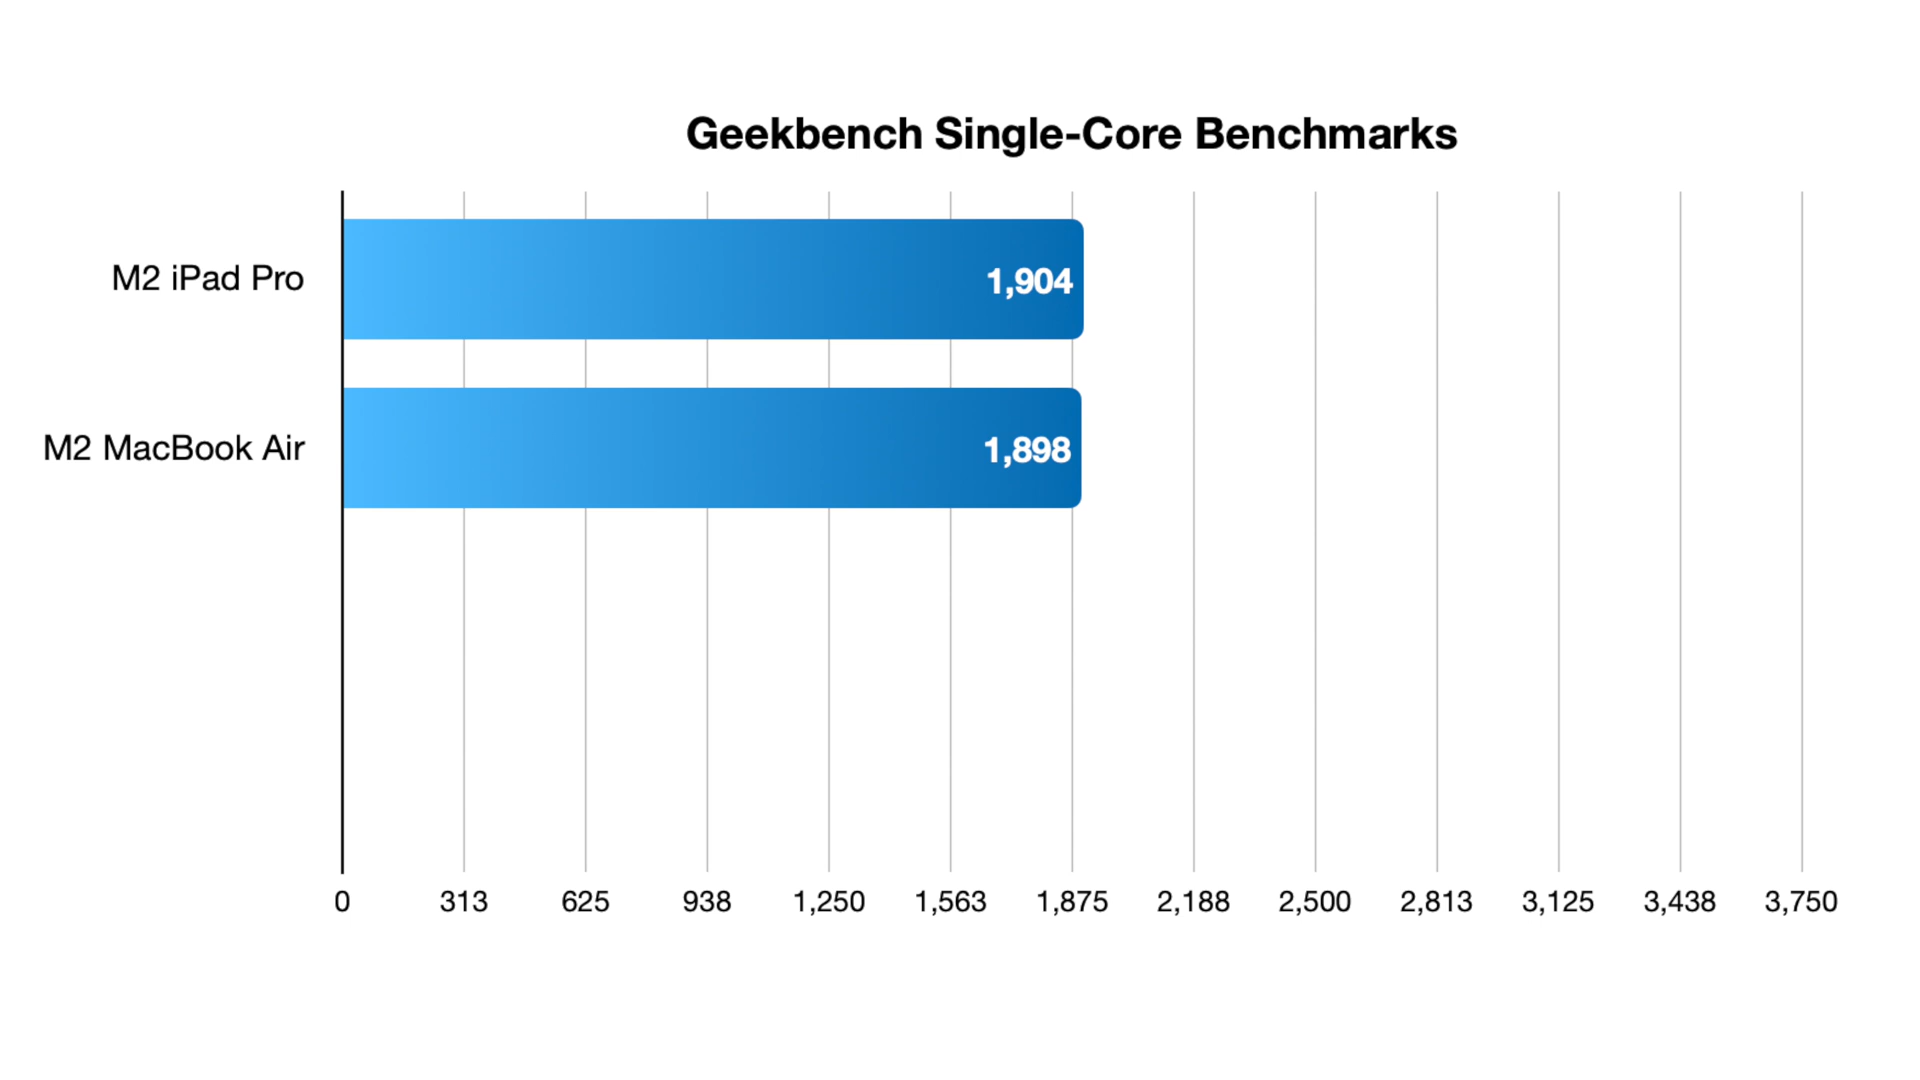 Geekbench Single-Core Benchmarks
M2 iPad Pro
1,904
M2 MacBook Air
1,898
0 313 625 938 1,250 1,563 1,875 2,188 2,500 2,813 3,125 3,438 3,750